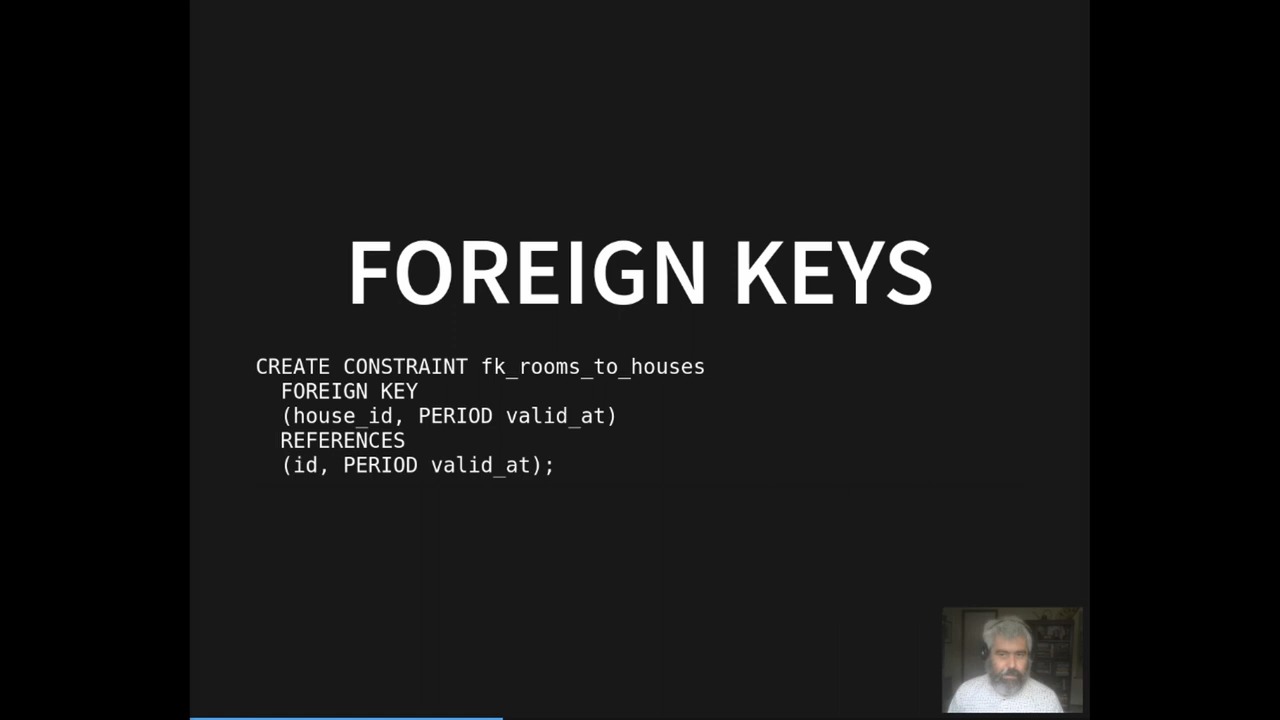 FOREIGN KEYS
CREATE CONSTRAINT fk_rooms_to_houses
FOREIGN KEY
(house_id, PERIOD valid_at)
REFERENCES
(id, PERIOD valid_at);